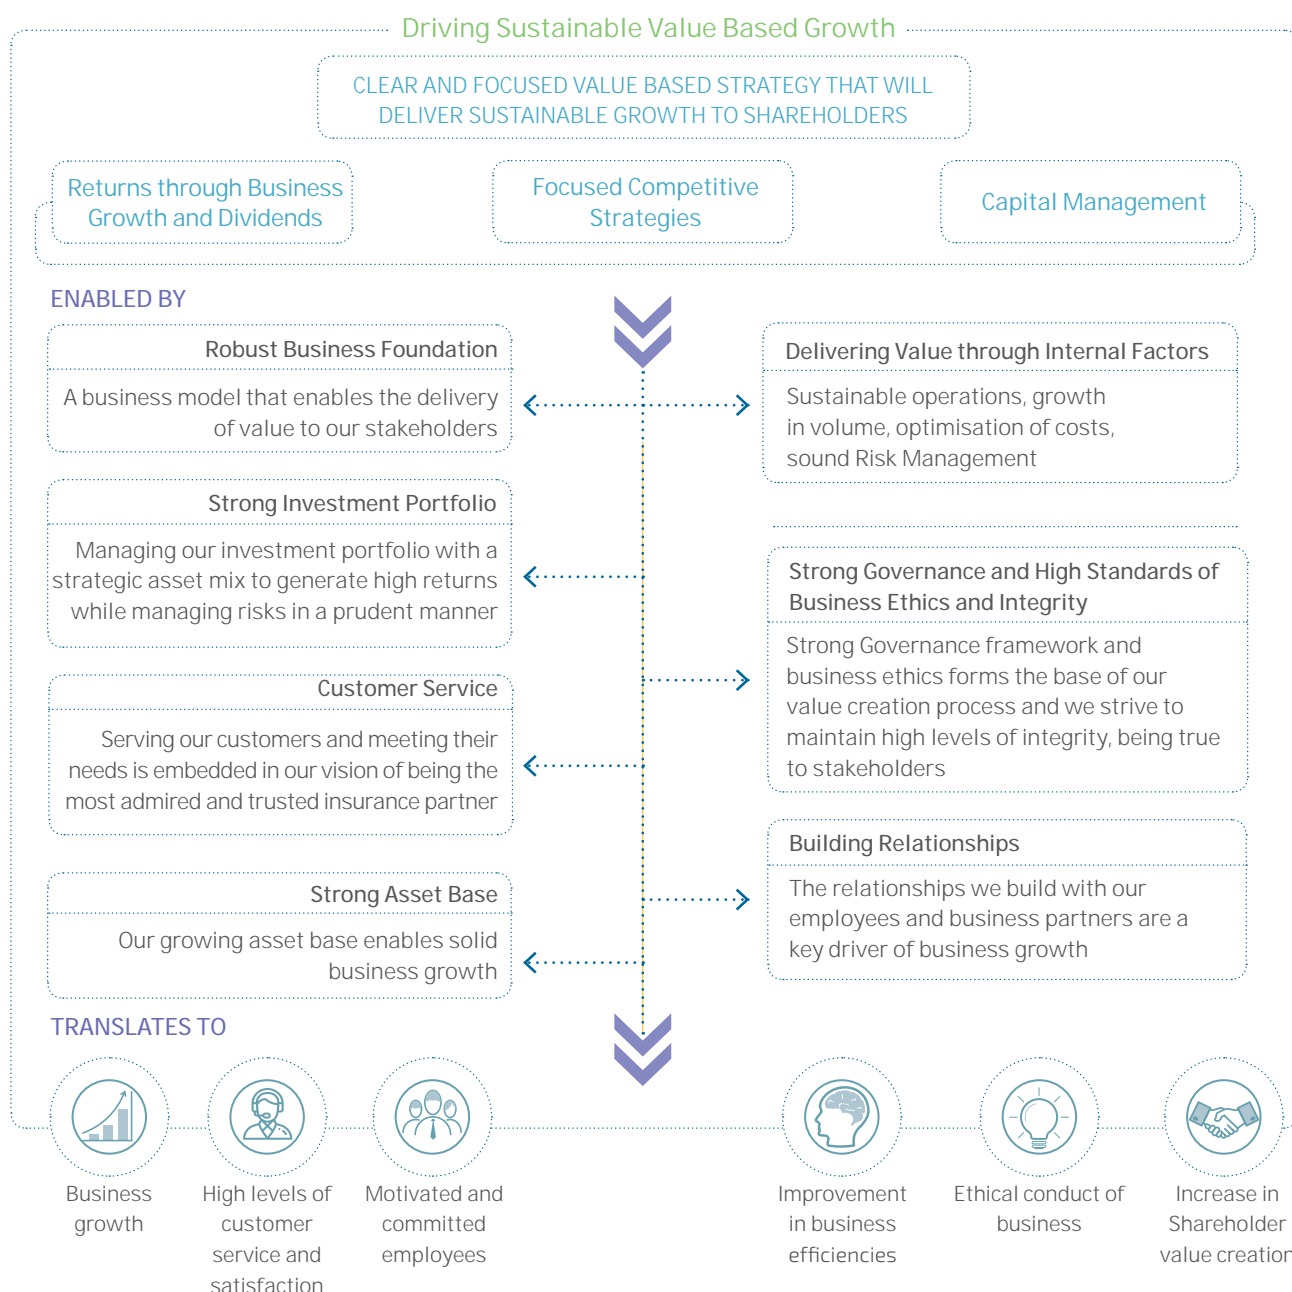 Driving Sustainable Value Based Growth
CLEAR AND FOCUSED VALUE BASED STRATEGY THAT WILL
DELIVER SUSTAINABLE GROWTH TO SHAREHOLDERS
Returns through Business
Growth and Dividends
Focused Competitive
Strategies
Capital Management
ENABLED BY
Robust Business Foundation
A business model that enables the delivery
of value to our stakeholders
Strong Investment Portfolio
Managing our investment portfolio with a
strategic asset mix to generate high returns
while managing risks in a prudent manner
Customer Service
Serving our customers and meeting their
needs is embedded in our vision of being the
most admired and trusted insurance partner
Strong Asset Base
Our growing asset base enables solid
business growth
Delivering Value through Internal Factors
Sustainable operations, growth
in volume, optimisation of costs,
sound Risk Management
Strong Governance and High Standards of
Business Ethics and Integrity
Strong Governance framework and
business ethics forms the base of our
value creation process and we strive to
maintain high levels of integrity, being true
to stakeholders
Building Relationships
The relationships we build with our
employees and business partners are a
key driver of business growth
TRANSLATES TO
Business
growth
High levels of
customer
service and
satisfaction
Motivated and
committed
employees
Improvement
in business
efficiencies
Ethical conduct of
business
Increase in
Shareholder
value creation